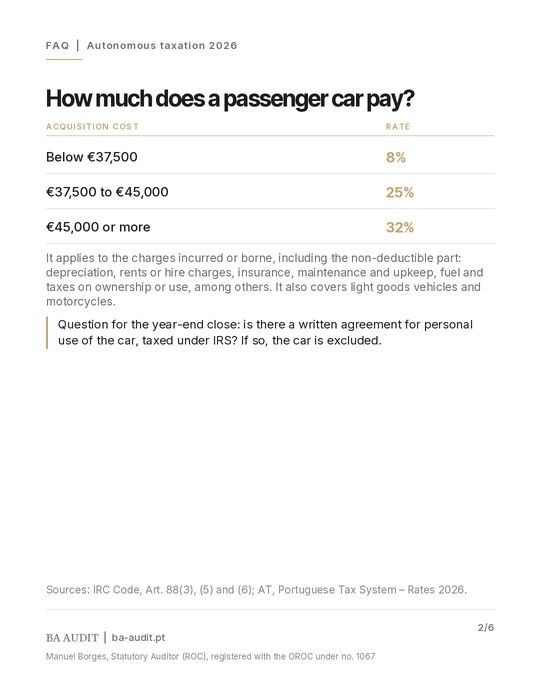 FAQ | Autonomous taxation 2026
How much does a passenger car pay?
ACQUISITION COST RATE
Below €37,500 8%
€37,500 to €45,000 25%
€45,000 or more 32%
It applies to the charges incurred or borne, including the non-deductible part:
depreciation, rents or hire charges, insurance, maintenance and upkeep, fuel and
taxes on ownership or use, among others. It also covers light goods vehicles and
motorcycles.
Question for the year-end close: is there a written agreement for personal
use of the car, taxed under IRS? If so, the car is excluded.
Sources: IRC Code, Art. 88(3), (5) and (6); AT, Portuguese Tax System – Rates 2026.
2/6
BA AUDIT | ba-audit.pt
Manuel Borges, Statutory Auditor (ROC), registered with the OROC under no. 1067